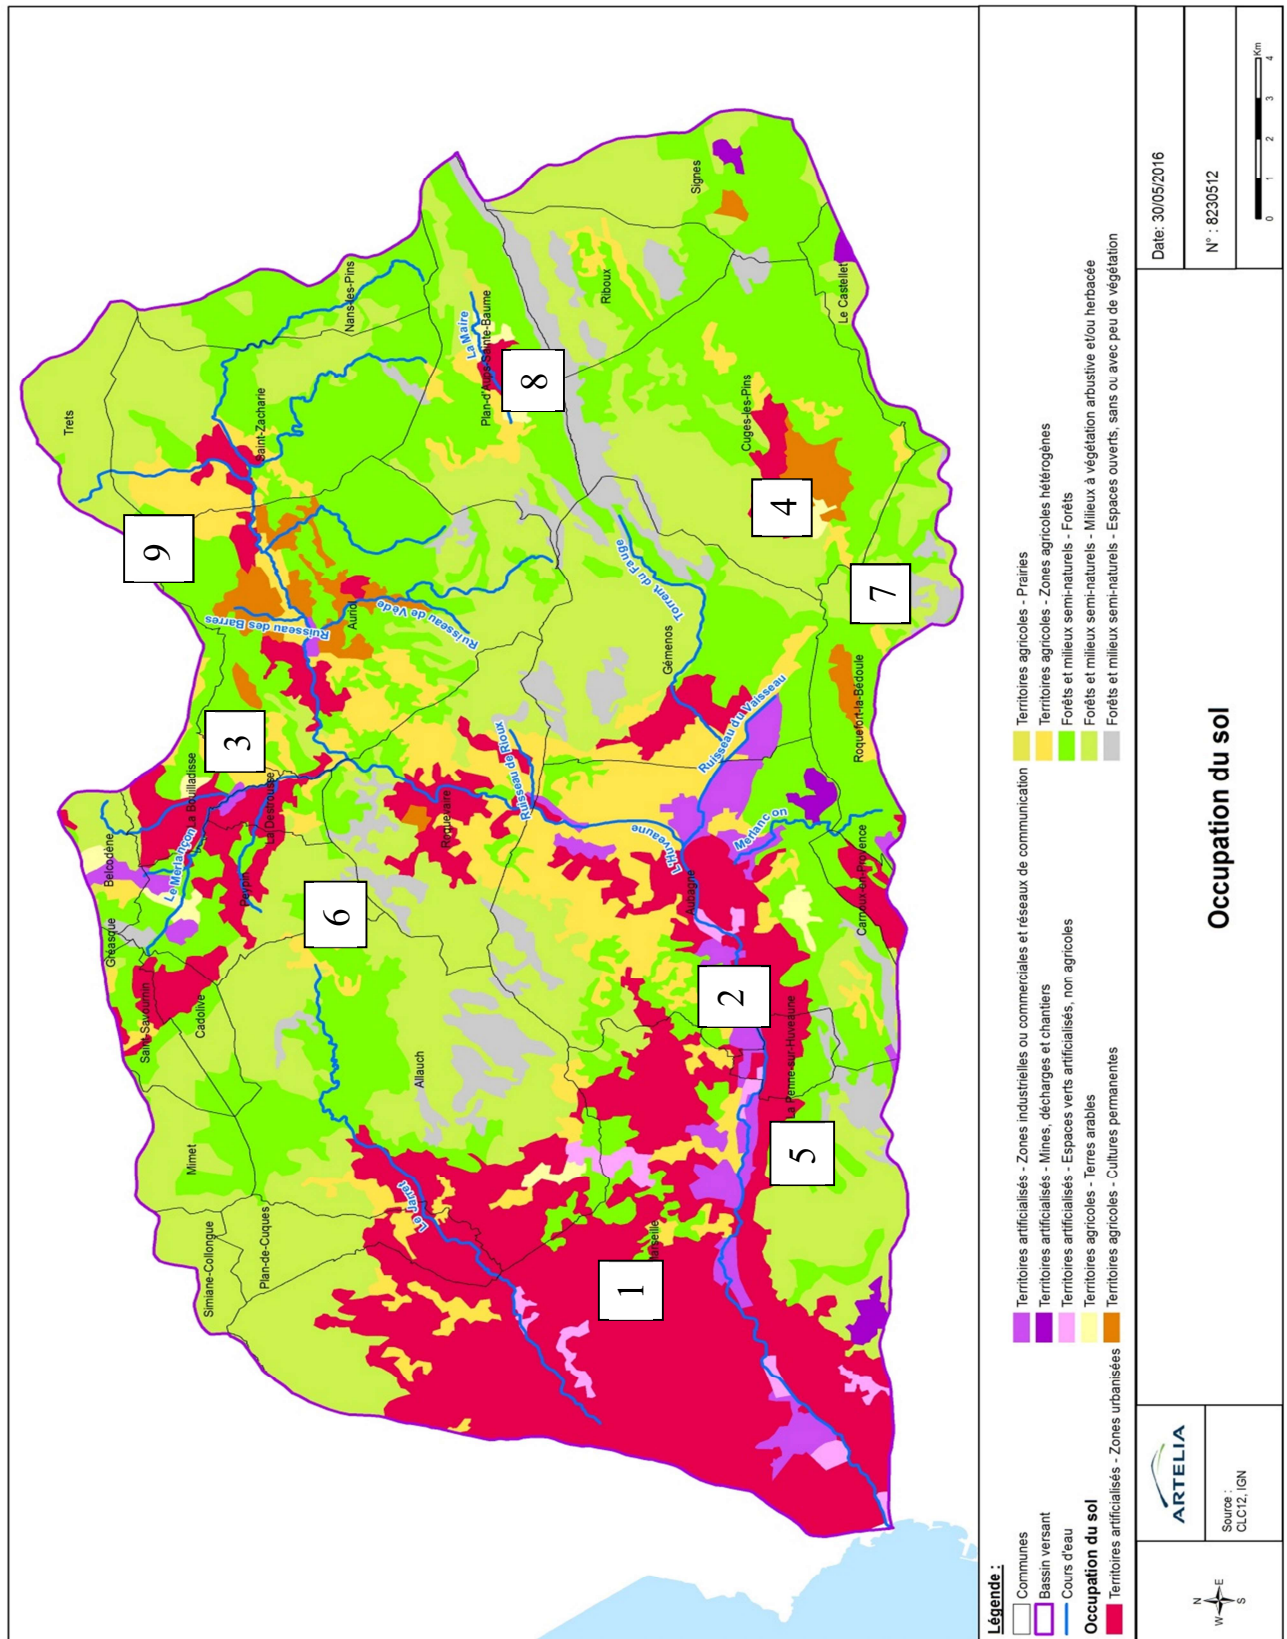 Trets
Signes
Nans-les-Pins
Saint-Zacharie
La Maire
Plan-d'Aups-Sainte-Baume
Riboux
Le Castellet
8
Cuges-les-Pins
4
9
7
Torrent du Fauge
Ruisseau des Barres
Auriol
Ruisseau de Vède
Gémenos
Roquefort-la-Bédoule
3
La Bouilladisse
La Destrousse
Ruisseau de Rioux
Ruisseau du Vaisseau
Belcodène
Le Merlançon
Peypin
Roquevaire
L'Huveaune
Merlançon
Gréasque
6
Aubagne
Carnoux-en-Provence
Saint-Savournin
Cadolive
2
La Penne-sur-Huveaune
Allauch
Mimet
5
Simiane-Collongue
Plan-de-Cuques
Le Jarret
1
Légende :
Communes
Bassin versant
Cours d'eau
Occupation du sol
Territoires artificialisés - Zones urbanisées
Territoires artificialisés - Zones industrielles ou commerciales et réseaux de communication
Territoires artificialisés - Mines, décharges et chantiers
Territoires artificialisés - Espaces verts artificialisés, non agricoles
Territoires agricoles - Terres arables
Territoires agricoles - Cultures permanentes
Territoires agricoles - Prairies
Territoires agricoles - Zones agricoles hétérogènes
Forêts et milieux semi-naturels - Forêts
Forêts et milieux semi-naturels - Milieux à végétation arbustive et/ou herbacée
Forêts et milieux semi-naturels - Espaces ouverts, sans ou avec peu de végétation
N
W E
S
ARTELIA
Source :
CLC12, IGN
Occupation du sol
Date: 30/05/2016
N° : 8230512
Km
0 1 2 3 4